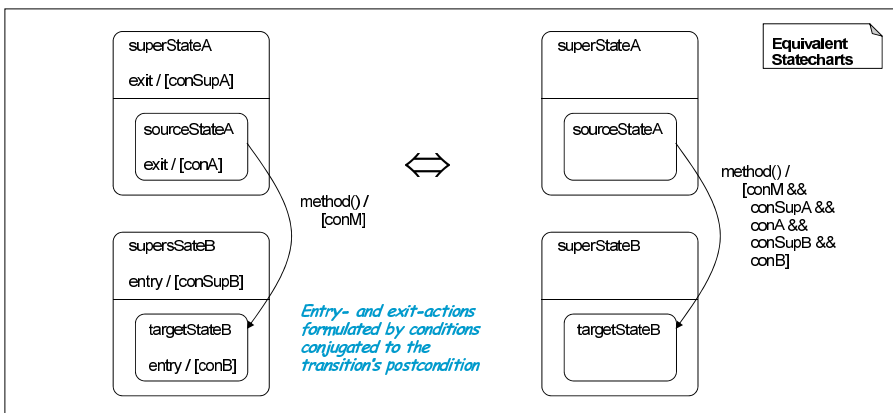 superStateA
exit / [conSupA]
sourceStateA
exit / [conA]
method() /
[conM]
supersSateB
entry / [conSupB]
targetStateB
entry / [conB]
Entry- and exit-actions
formulated by conditions
conjugated to the
transition's postcondition
superStateA
sourceStateA
method() /
[conM &&
conSupA &&
conA &&
conSupB &&
conB]
superStateB
targetStateB
Equivalent
Statecharts